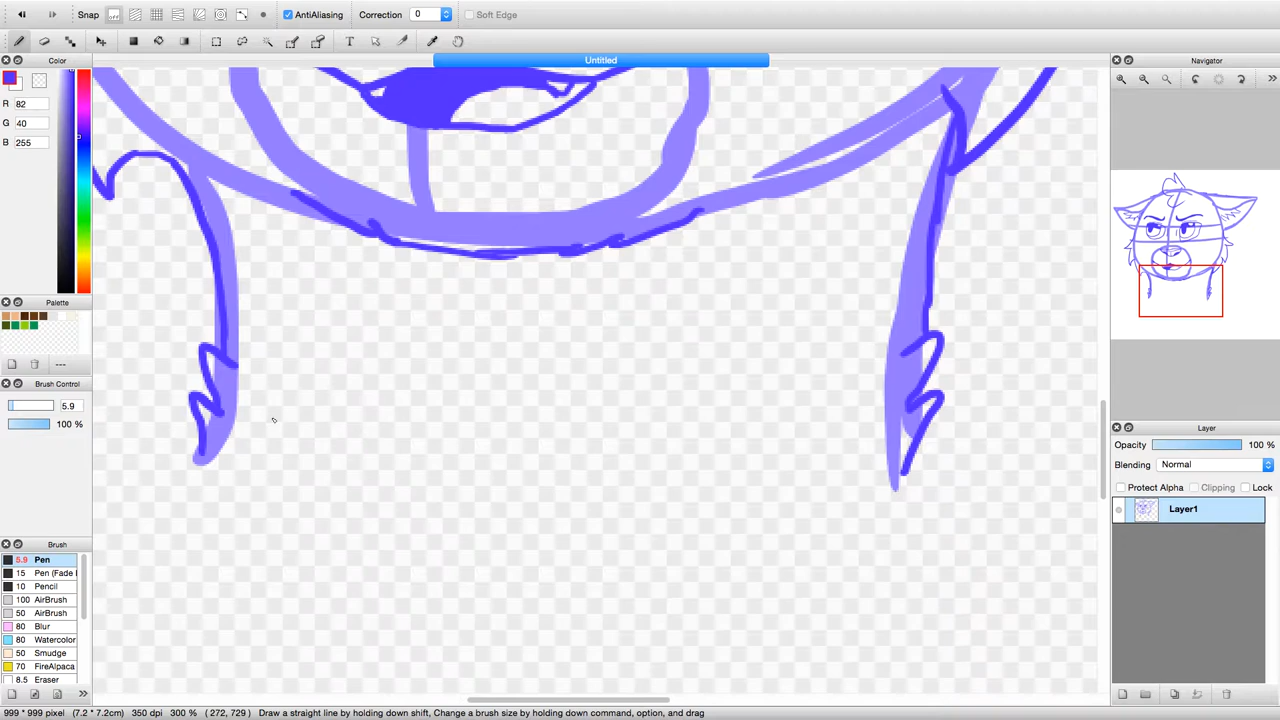 Snap
off
AntiAliasing
Correction
0
Soft Edge
Color
Untitled
Navigator
R
82
G
40
B
255
Palette
---
Brush Control
5.9
100 %
Brush
5.9 Pen
15 Pen (Fade
10 Pencil
100 AirBrush
50 AirBrush
80 Blur
80 Watercolor
50 Smudge
70 FireAlpaca
8.5 Eraser
Layer
Opacity
100 %
Blending
Normal
Protect Alpha
Clipping
Lock
Layer1
999 * 999 pixel (7.2 * 7.2cm) 350 dpi 300 % ( 272, 729 ) Draw a straight line by holding down shift, Change a brush size by holding down command, option, and drag